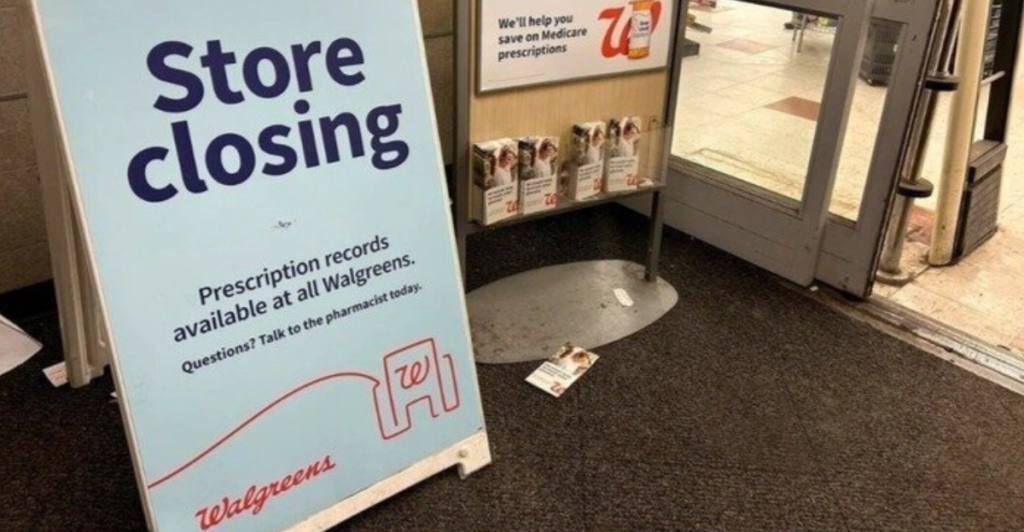 Store
closing
Prescription records
available at all Walgreens.
Questions? Talk to the pharmacist today.
W
Walgreens
We'll help you
save on Medicare
prescriptions
W